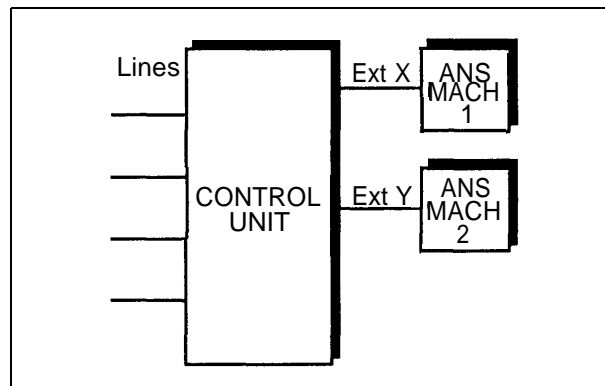 Lines
CONTROL
UNIT
Ext X
ANS
MACH
1
Ext Y
ANS
MACH
2